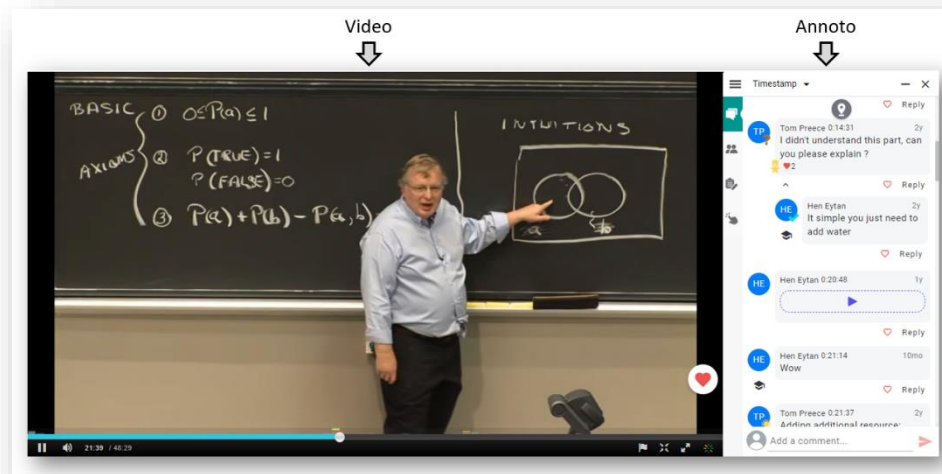 Video
Annoto
BASIC
AXIOMS
① 0≤P(a)≤1
② P(TRUE)=1
P(FALSE)=0
③ P(a)+P(b)-P(a,b)
INTUITIONS
a
b
21:39 / 48:29
Timestamp
Reply
TP
Tom Preece 0:14:31
2y
I didn't understand this part, can
you please explain ?
2
Reply
HE
Hen Eytan
2y
It simple you just need to
add water
Reply
HE
Hen Eytan 0:20:48
1y
Reply
HE
Hen Eytan 0:21:14
10mo
Wow
Reply
TP
Tom Preece 0:21:37
2y
Adding additional resource:
Add a comment...